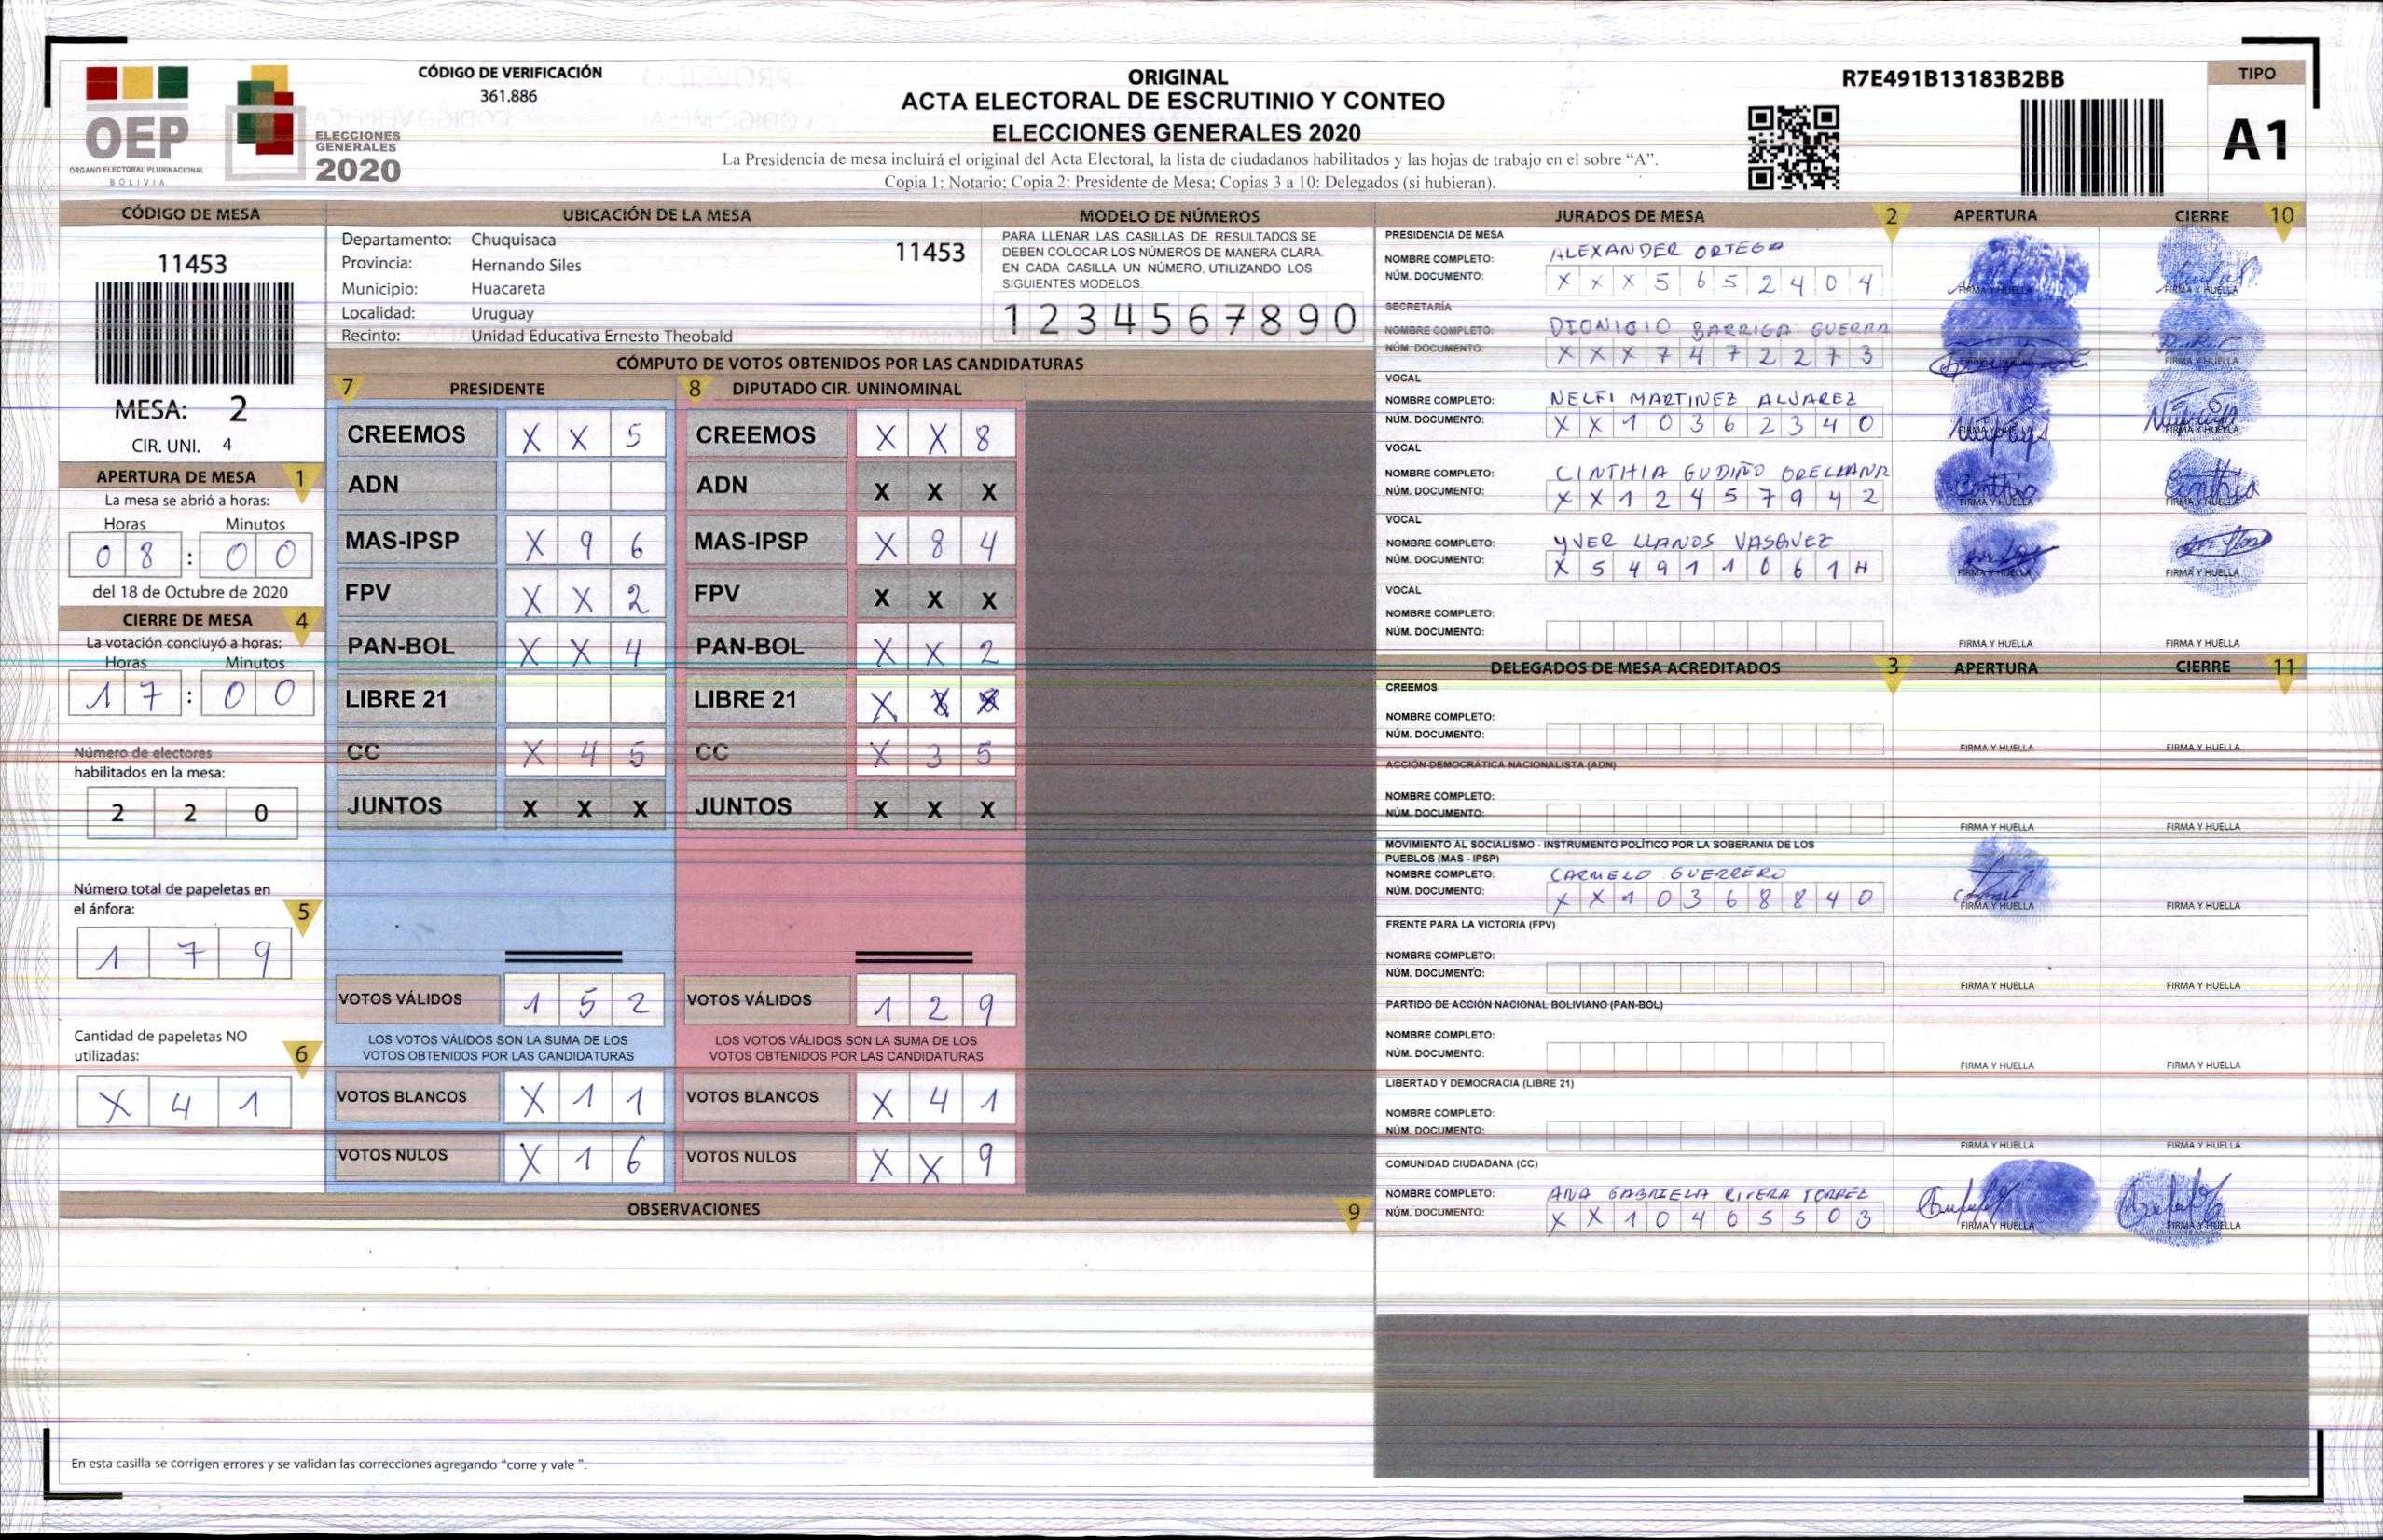 CÓDIGO DE VERIFICACIÓN
361.886
OEP
ÓRGANO ELECTORAL PLURINACIONAL
BOLIVIA
ELECCIONES
GENERALES
2020
ORIGINAL
ACTA ELECTORAL DE ESCRUTINIO Y CONTEO
ELECCIONES GENERALES 2020
La Presidencia de mesa incluirá el original del Acta Electoral, la lista de ciudadanos habilitados y las hojas de trabajo en el sobre “A”.
Copia 1: Notario; Copia 2: Presidente de Mesa; Copias 3 a 10: Delegados (si hubieran).
R7E491B13183B2BB
TIPO
A1
CÓDIGO DE MESA
11453
MESA: 2
CIR. UNI. 4
APERTURA DE MESA 1
La mesa se abrió a horas:
Horas Minutos
0 8 : 0 0
del 18 de Octubre de 2020
CIERRE DE MESA 4
La votación concluyó a horas:
Horas Minutos
1 7 : 0 0
Número de electores
habilitados en la mesa:
2 2 0
Número total de papeletas en
el ánfora: 5
1 7 9
Cantidad de papeletas NO
utilizadas: 6
X 4 1
UBICACIÓN DE LA MESA
Departamento: Chuquisaca 11453
Provincia: Hernando Siles
Municipio: Huacareta
Localidad: Uruguay
Recinto: Unidad Educativa Ernesto Theobald
MODELO DE NÚMEROS
PARA LLENAR LAS CASILLAS DE RESULTADOS SE
DEBEN COLOCAR LOS NÚMEROS DE MANERA CLARA.
EN CADA CASILLA UN NÚMERO, UTILIZANDO LOS
SIGUIENTES MODELOS.
1 2 3 4 5 6 7 8 9 0
CÓMPUTO DE VOTOS OBTENIDOS POR LAS CANDIDATURAS
7 PRESIDENTE 8 DIPUTADO CIR. UNINOMINAL
CREEMOS X X 5 CREEMOS X X 8
ADN ADN X X X
MAS-IPSP X 9 6 MAS-IPSP X 8 4
FPV X X 2 FPV X X X
PAN-BOL X X 4 PAN-BOL X X 2
LIBRE 21 LIBRE 21 X
CC X 4 5 CC X 3 5
JUNTOS X X X JUNTOS X X X
VOTOS VÁLIDOS 1 5 2 VOTOS VÁLIDOS 1 2 9
LOS VOTOS VÁLIDOS SON LA SUMA DE LOS LOS VOTOS VÁLIDOS SON LA SUMA DE LOS
VOTOS OBTENIDOS POR LAS CANDIDATURAS VOTOS OBTENIDOS POR LAS CANDIDATURAS
VOTOS BLANCOS X 1 1 VOTOS BLANCOS X 4 1
VOTOS NULOS X 1 6 VOTOS NULOS X X 9
OBSERVACIONES 9
En esta casilla se corrigen errores y se validan las correcciones agregando “corre y vale ”.
JURADOS DE MESA 2 APERTURA CIERRE 10
PRESIDENCIA DE MESA
NOMBRE COMPLETO: ALEXANDER ORTEGA
NÚM. DOCUMENTO: X X X 5 6 5 2 4 0 4 FIRMA Y HUELLA FIRMA Y HUELLA
SECRETARÍA
NOMBRE COMPLETO: DIONICIO BARRIGA GUERRA
NÚM. DOCUMENTO: X X X 7 4 7 2 2 7 3 FIRMA Y HUELLA FIRMA Y HUELLA
VOCAL
NOMBRE COMPLETO: NELFI MARTINEZ ALVAREZ
NÚM. DOCUMENTO: X X 1 0 3 6 2 3 4 0 FIRMA Y HUELLA FIRMA Y HUELLA
VOCAL
NOMBRE COMPLETO: CINTHIA GUDIÑO ORELLANA
NÚM. DOCUMENTO: X X 1 2 4 5 7 9 4 2 FIRMA Y HUELLA FIRMA Y HUELLA
VOCAL
NOMBRE COMPLETO: YVER LLANOS VASQVEZ
NÚM. DOCUMENTO: X 5 4 9 1 1 0 6 1 H FIRMA Y HUELLA FIRMA Y HUELLA
VOCAL
NOMBRE COMPLETO:
NÚM. DOCUMENTO: FIRMA Y HUELLA FIRMA Y HUELLA
DELEGADOS DE MESA ACREDITADOS 3 APERTURA CIERRE 11
CREEMOS
NOMBRE COMPLETO:
NÚM. DOCUMENTO: FIRMA Y HUELLA FIRMA Y HUELLA
ACCIÓN DEMOCRÁTICA NACIONALISTA (ADN)
NOMBRE COMPLETO:
NÚM. DOCUMENTO: FIRMA Y HUELLA FIRMA Y HUELLA
MOVIMIENTO AL SOCIALISMO - INSTRUMENTO POLÍTICO POR LA SOBERANIA DE LOS
PUEBLOS (MAS - IPSP)
NOMBRE COMPLETO: CARMELO GUERRERO
NÚM. DOCUMENTO: X X 1 0 3 6 8 8 4 0 FIRMA Y HUELLA FIRMA Y HUELLA
FRENTE PARA LA VICTORIA (FPV)
NOMBRE COMPLETO:
NÚM. DOCUMENTO: FIRMA Y HUELLA FIRMA Y HUELLA
PARTIDO DE ACCIÓN NACIONAL BOLIVIANO (PAN-BOL)
NOMBRE COMPLETO:
NÚM. DOCUMENTO: FIRMA Y HUELLA FIRMA Y HUELLA
LIBERTAD Y DEMOCRACIA (LIBRE 21)
NOMBRE COMPLETO:
NÚM. DOCUMENTO: FIRMA Y HUELLA FIRMA Y HUELLA
COMUNIDAD CIUDADANA (CC)
NOMBRE COMPLETO: ANA GABRIELA RIVERA TORREZ
NÚM. DOCUMENTO: X X 1 0 4 6 5 5 0 3 FIRMA Y HUELLA FIRMA Y HUELLA